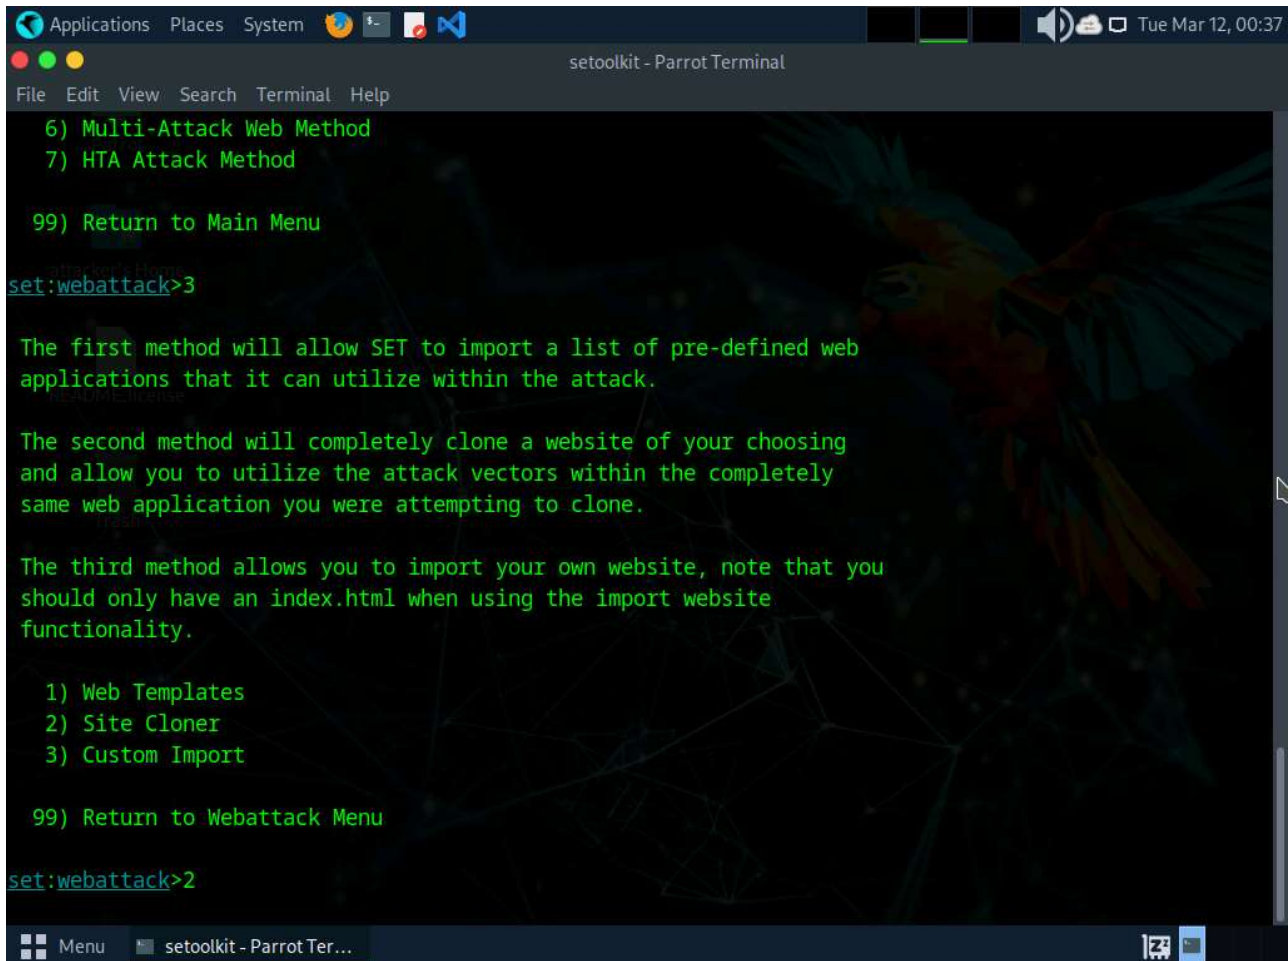 Applications Places System Tue Mar 12, 00:37
setoolkit - Parrot Terminal
File Edit View Search Terminal Help
6) Multi-Attack Web Method
7) HTA Attack Method
99) Return to Main Menu
attacker's Home
set:webattack>3
The first method will allow SET to import a list of pre-defined web
applications that it can utilize within the attack.
README.license
The second method will completely clone a website of your choosing
and allow you to utilize the attack vectors within the completely
same web application you were attempting to clone.
Trash
The third method allows you to import your own website, note that you
should only have an index.html when using the import website
functionality.
1) Web Templates
2) Site Cloner
3) Custom Import
99) Return to Webattack Menu
set:webattack>2
Menu setoolkit - Parrot Ter...